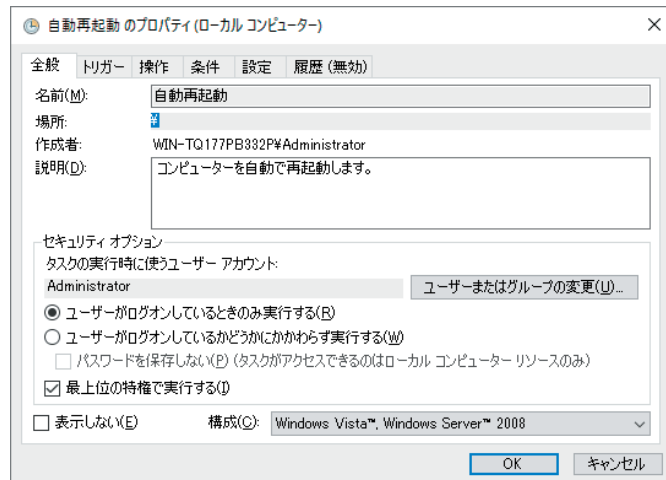 自動再起動 のプロパティ (ローカル コンピューター)
全般 トリガー 操作 条件 設定 履歴 (無効)
名前(M): 自動再起動
場所: ¥
作成者: WIN-TQ177PB332P¥Administrator
説明(D): コンピューターを自動で再起動します。
セキュリティ オプション
タスクの実行時に使うユーザー アカウント:
Administrator ユーザーまたはグループの変更(U)...
ユーザーがログオンしているときのみ実行する(R)
ユーザーがログオンしているかどうかにかかわらず実行する(W)
パスワードを保存しない(P) (タスクがアクセスできるのはローカル コンピューター リソースのみ)
最上位の特権で実行する(I)
表示しない(E) 構成(C): Windows Vista™, Windows Server™ 2008
OK キャンセル